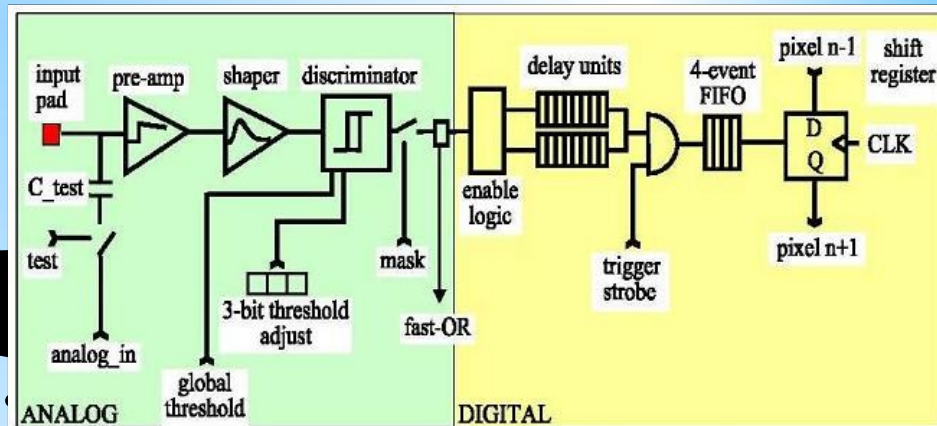 input
pad
pre-amp
shaper
discriminator
C_test
test
analog_in
global
threshold
3-bit threshold
adjust
mask
fast-OR
ANALOG
enable
logic
delay units
trigger
strobe
4-event
FIFO
pixel n-1
shift
register
D
Q
CLK
pixel n+1
DIGITAL